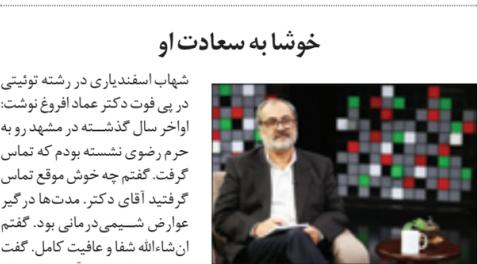 خوشا به سعادت او
شهاب اسفندیاری در رشته توئیتی
در پی فوت دکتر عماد افروغ نوشت:
اواخر سال گذشته در مشهد رو به
حرم رضوی نشسته بودم که تماس
گرفت. گفتم چه خوش موقع تماس
گرفتید آقای دکتر. مدت‌ها درگیر
عوارض شیمی‌درمانی بود. گفتم
ان‌شاءالله شفا و عافیت کامل. گفت